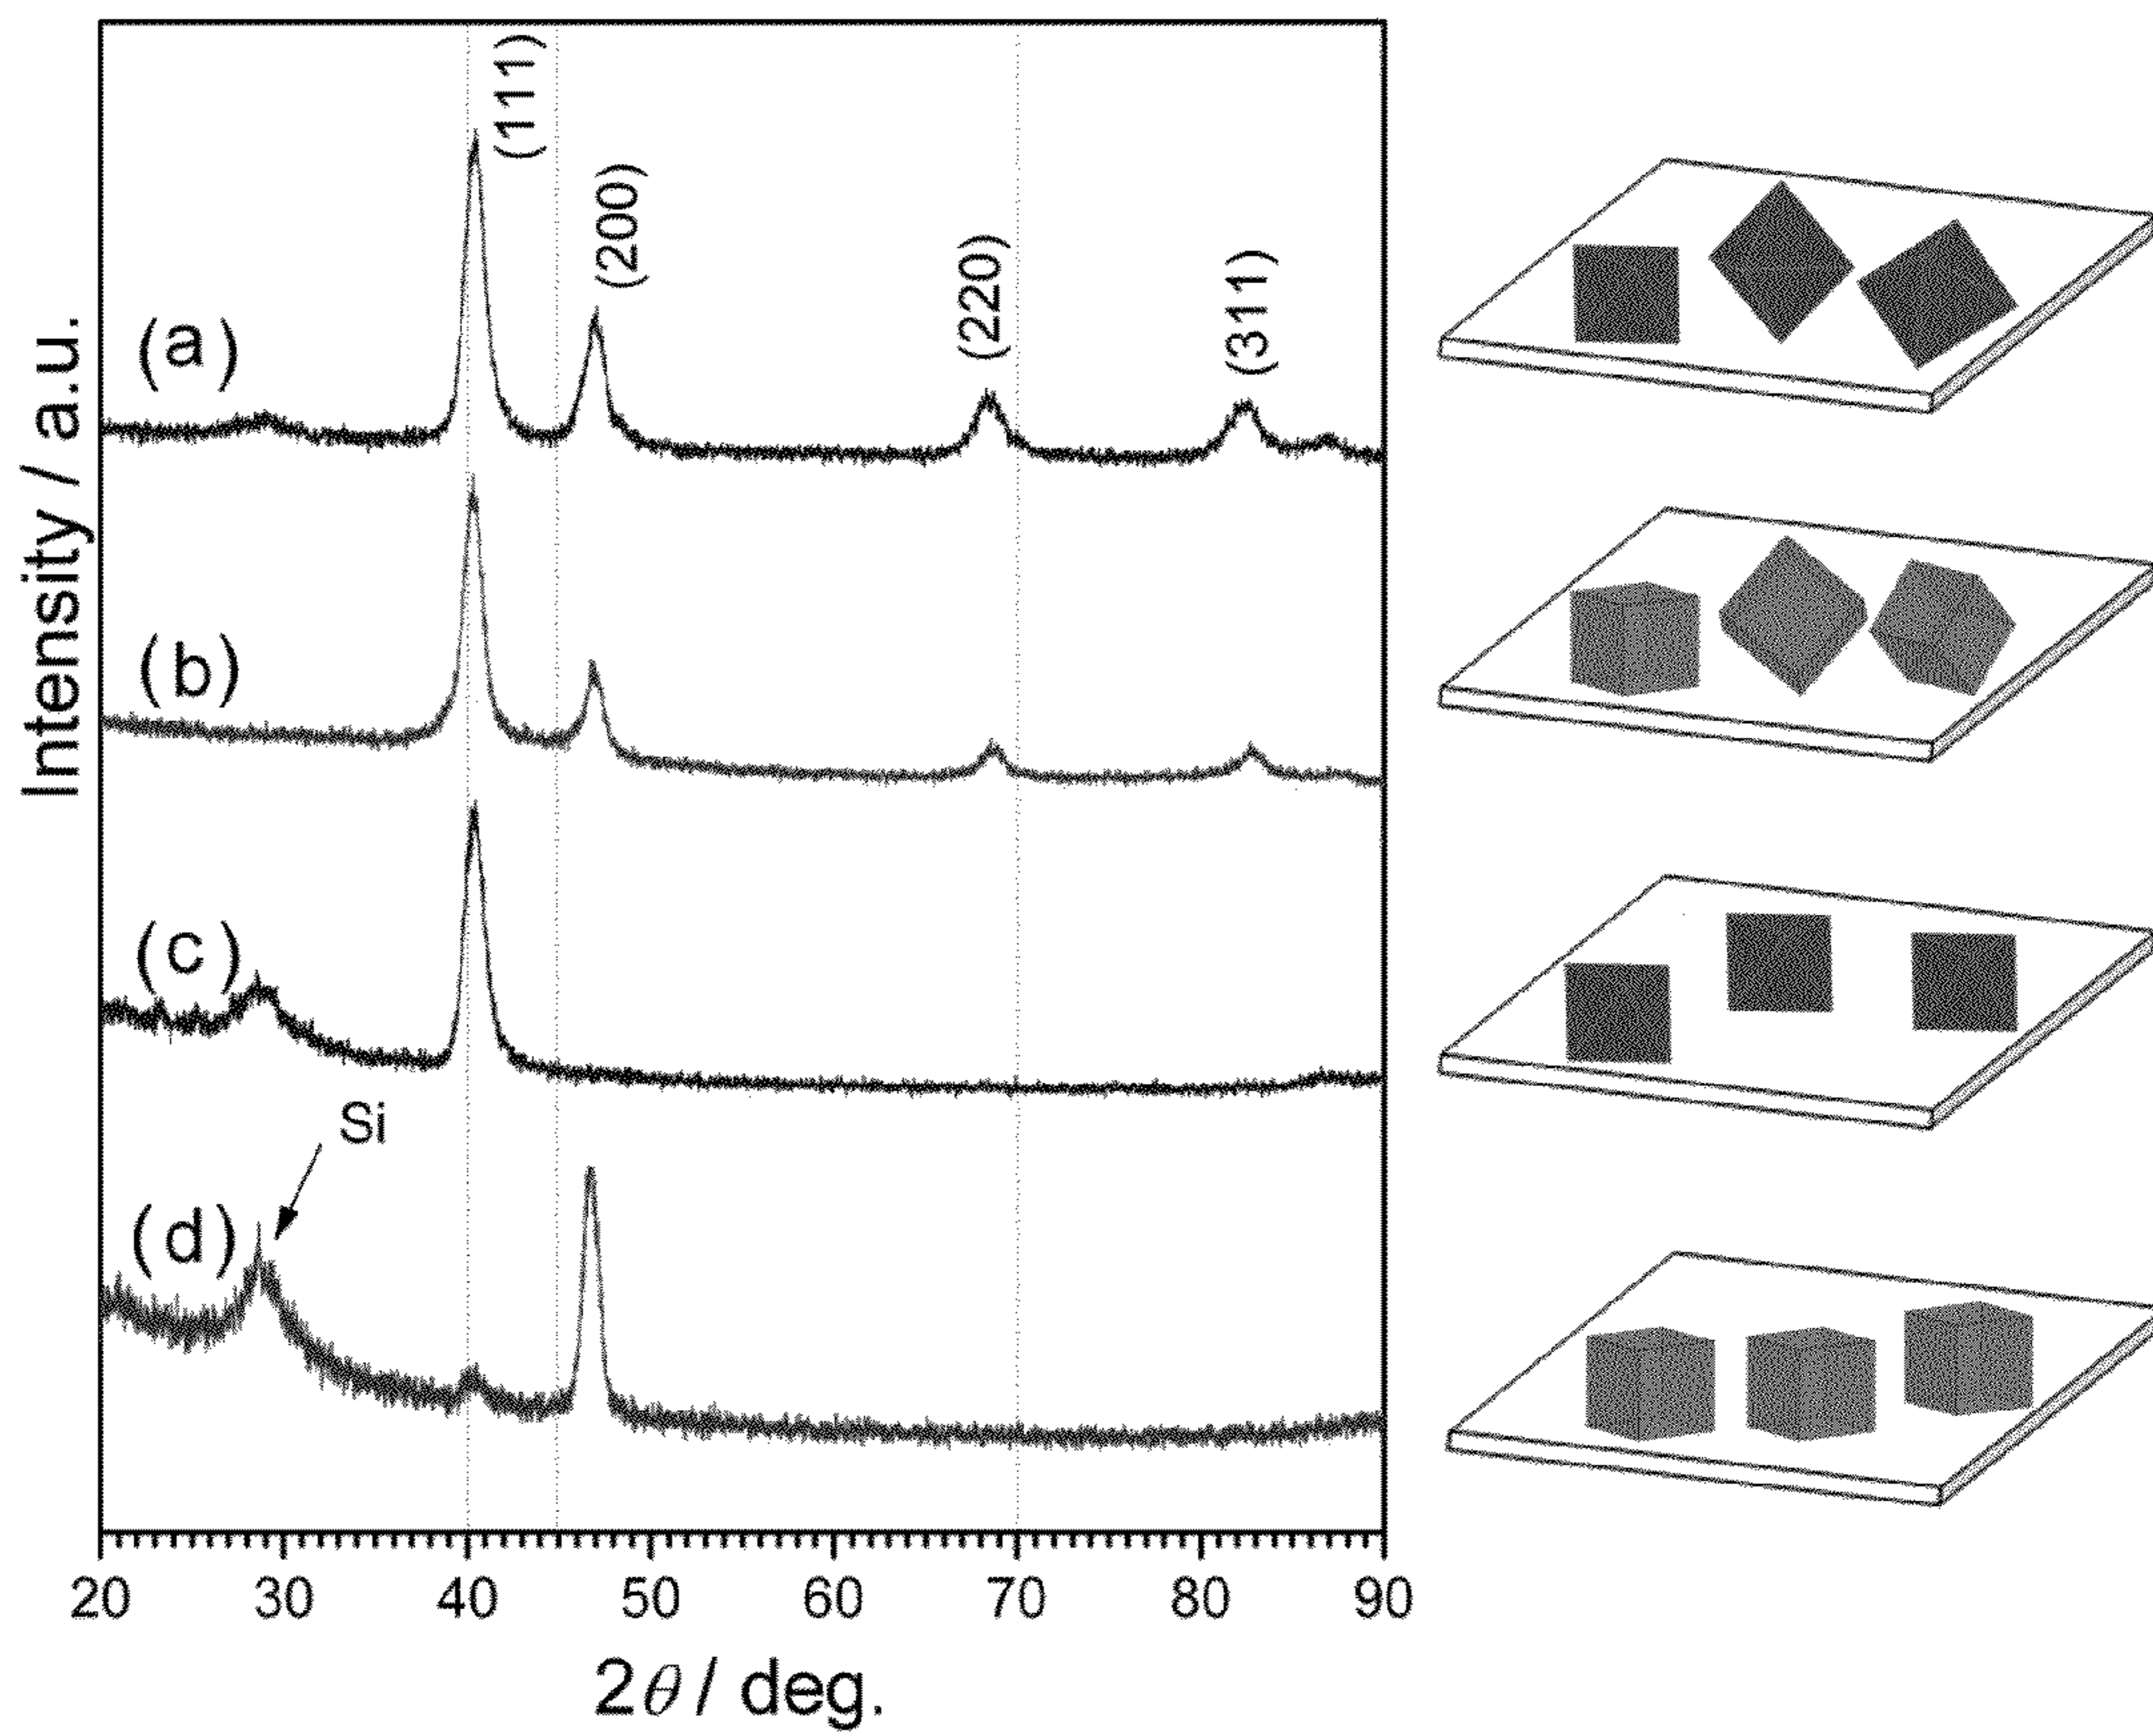 (111)
(200)
(220)
(311)
(a)
(b)
(c)
Si
(d)
Intensity / a.u.
20 30 40 50 60 70 80 90
2θ / deg.